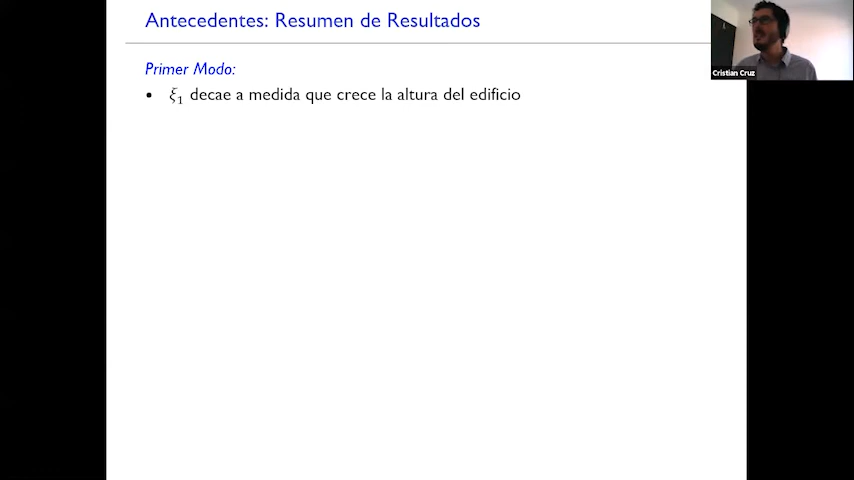 Antecedentes: Resumen de Resultados
Cristian Cruz
Primer Modo:
• ξ₁ decae a medida que crece la altura del edificio